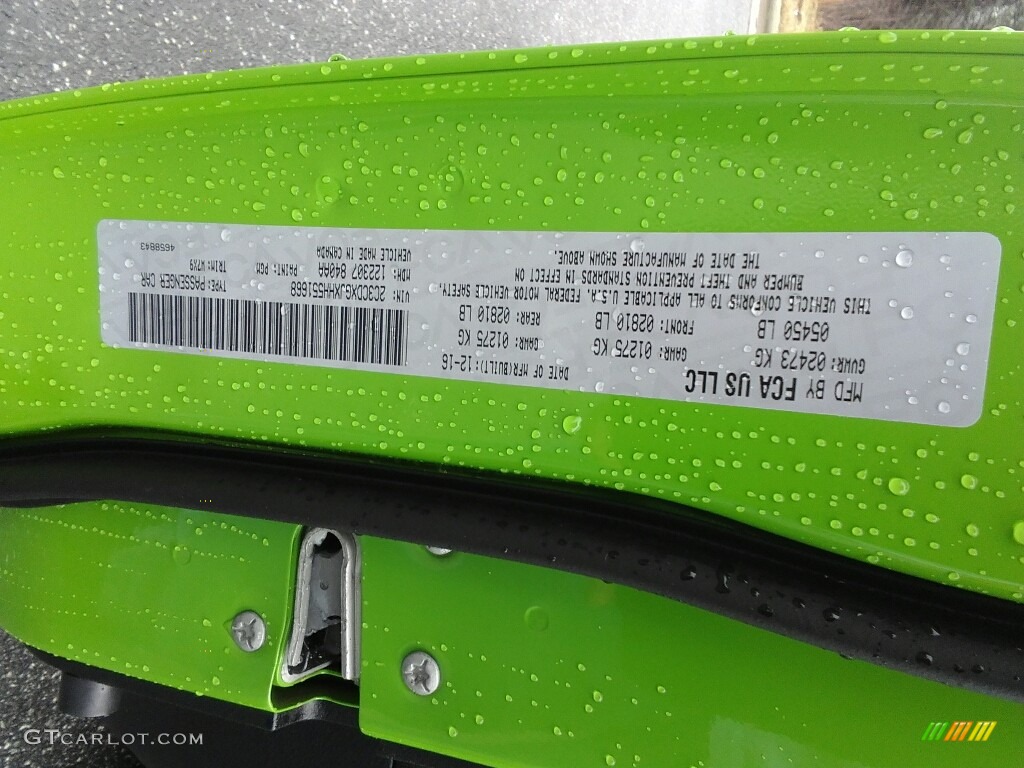 MFD BY FCA US LLC
DATE OF MFR(BUILT):12-16
GVWR: 02473 KG
05450 LB
GAWR: 01275 KG
FRONT: 02810 LB
GAWR: 01275 KG
REAR: 02810 LB
THIS VEHICLE CONFORMS TO ALL APPLICABLE U.S.A. FEDERAL MOTOR VEHICLE SAFETY,
BUMPER AND THEFT PREVENTION STANDARDS IN EFFECT
THE DATE OF MANUFACTURE SHOWN ABOVE.
VIN: 2C3CDXGJXHH551668
TYPE: PASSENGER CAR
MDH: 122307 840AA
PAINT: PGH
TRIM: W7X9
VEHICLE MADE IN CANADA
4658843
GTCARLOT.COM